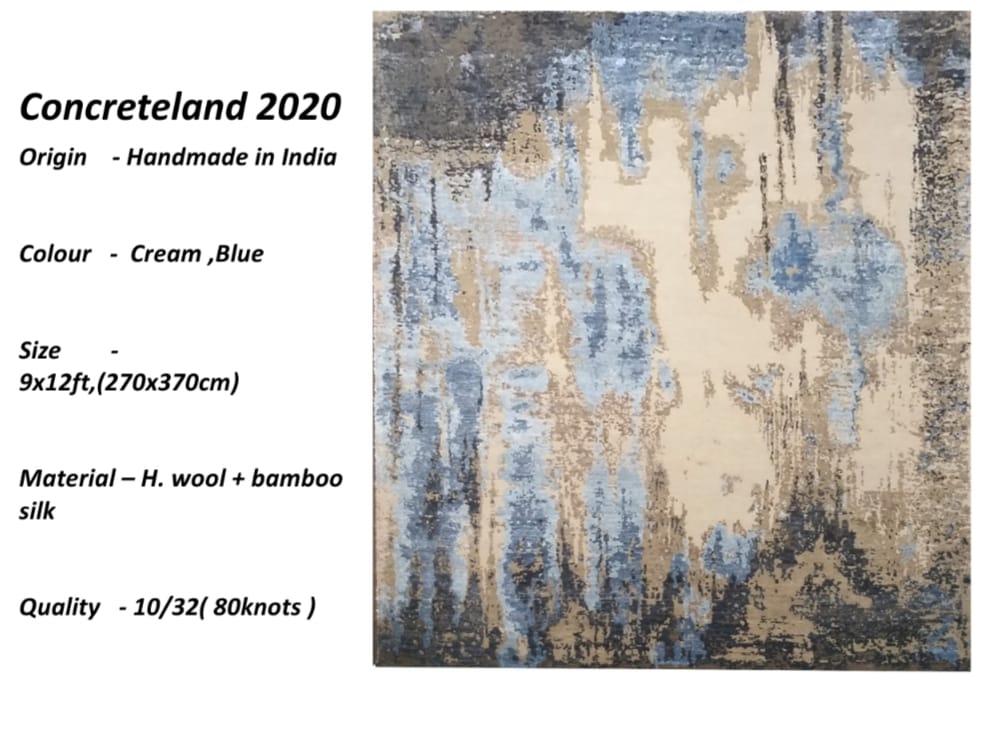 Concreteland 2020
Origin - Handmade in India
Colour - Cream ,Blue
Size -
9x12ft,(270x370cm)
Material – H. wool + bamboo
silk
Quality - 10/32( 80knots )